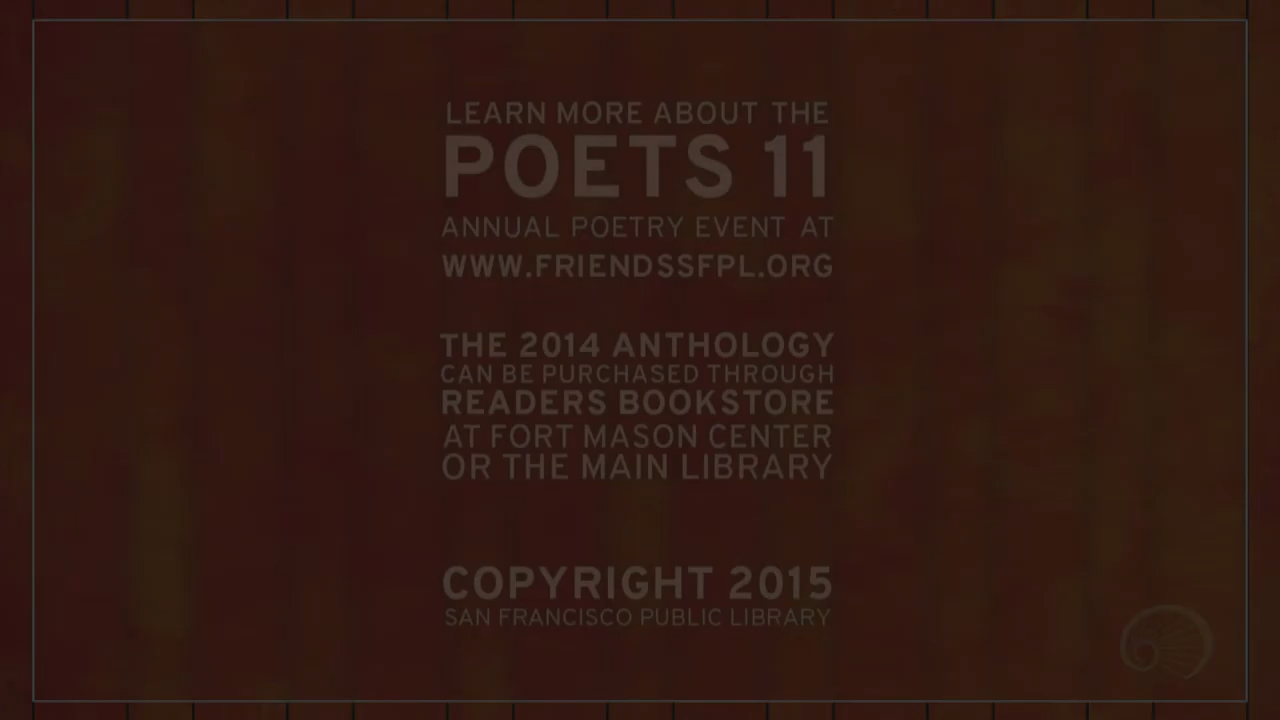 LEARN MORE ABOUT THE
POETS 11
ANNUAL POETRY EVENT AT
WWW.FRIENDSSFPL.ORG
THE 2014 ANTHOLOGY
CAN BE PURCHASED THROUGH
READERS BOOKSTORE
AT FORT MASON CENTER
OR THE MAIN LIBRARY
COPYRIGHT 2015
SAN FRANCISCO PUBLIC LIBRARY